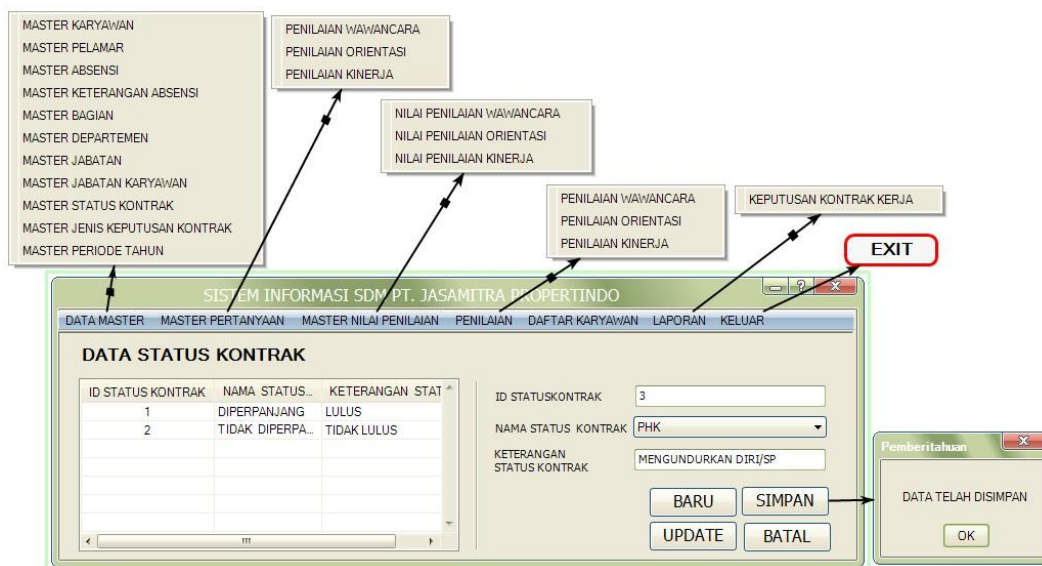 MASTER KARYAWAN
MASTER PELAMAR
MASTER ABSENSI
MASTER KETERANGAN ABSENSI
MASTER BAGIAN
MASTER DEPARTEMEN
MASTER JABATAN
MASTER JABATAN KARYAWAN
MASTER STATUS KONTRAK
MASTER JENIS KEPUTUSAN KONTRAK
MASTER PERIODE TAHUN
PENILAIAN WAWANCARA
PENILAIAN ORIENTASI
PENILAIAN KINERJA
NILAI PENILAIAN WAWANCARA
NILAI PENILAIAN ORIENTASI
NILAI PENILAIAN KINERJA
PENILAIAN WAWANCARA
PENILAIAN ORIENTASI
PENILAIAN KINERJA
KEPUTUSAN KONTRAK KERJA
EXIT
SISTEM INFORMASI SDM PT. JASAMITRA PROPERTINDO
DATA MASTER MASTER PERTANYAAN MASTER NILAI PENILAIAN PENILAIAN DAFTAR KARYAWAN LAPORAN KELUAR
DATA STATUS KONTRAK
ID STATUS KONTRAK NAMA STATUS... KETERANGAN STAT
1 DIPERPANJANG LULUS
2 TIDAK DIPERPA... TIDAK LULUS
ID STATUSKONTRAK 3
NAMA STATUS KONTRAK PHK
KETERANGAN
STATUS KONTRAK MENGUNDURKAN DIRI/SP
BARU SIMPAN
UPDATE BATAL
Pemberitahuan
DATA TELAH DISIMPAN
OK